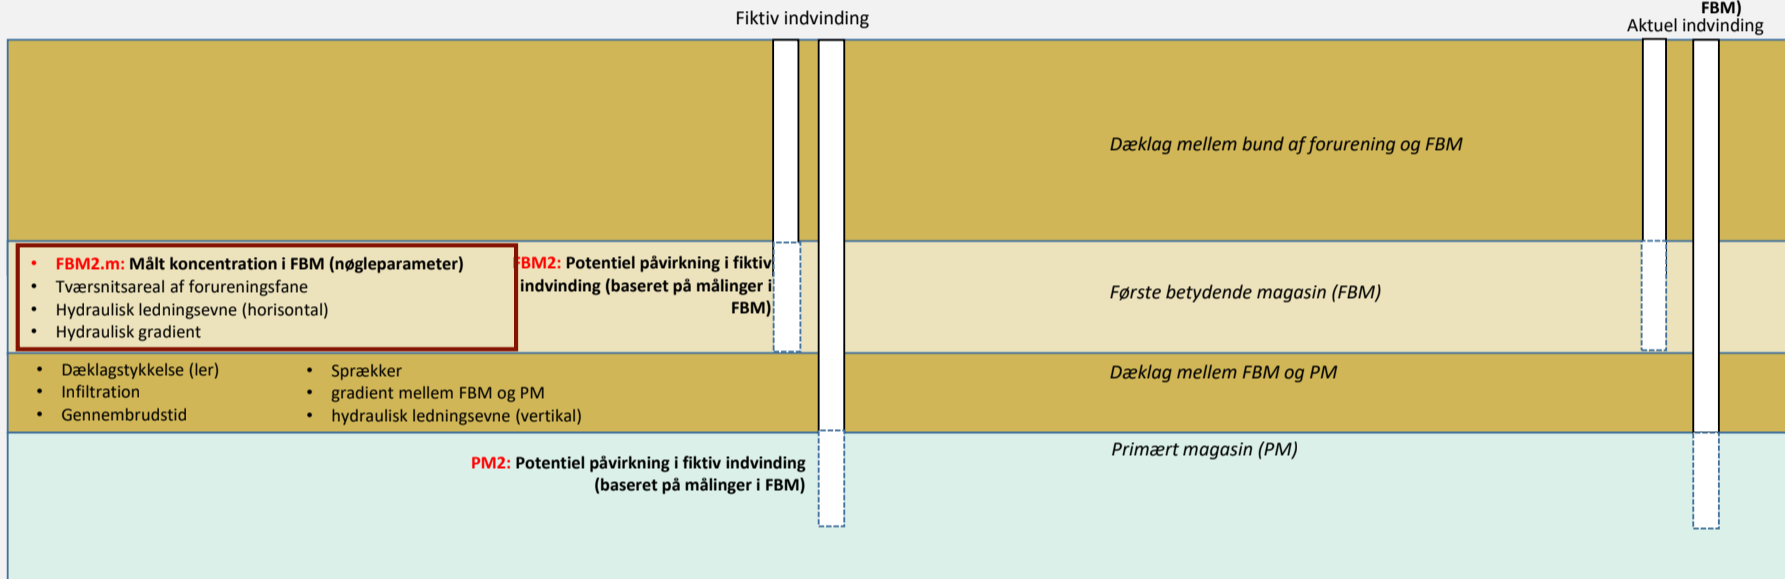 FBM)
Fiktiv indvinding
Aktuel indvinding
Dæklag mellem bund af forurening og FBM
• FBM2.m: Målt koncentration i FBM (nøgleparameter)
• Tværsnitsareal af forureningsfane
• Hydraulisk ledningsevne (horisontal)
• Hydraulisk gradient
FBM2: Potentiel påvirkning i fiktiv
indvinding (baseret på målinger i
FBM)
Første betydende magasin (FBM)
• Dæklagstykkelse (ler)
• Infiltration
• Gennembrudstid
• Sprækker
• gradient mellem FBM og PM
• hydraulisk ledningsevne (vertikal)
Dæklag mellem FBM og PM
Primært magasin (PM)
PM2: Potentiel påvirkning i fiktiv indvinding
(baseret på målinger i FBM)